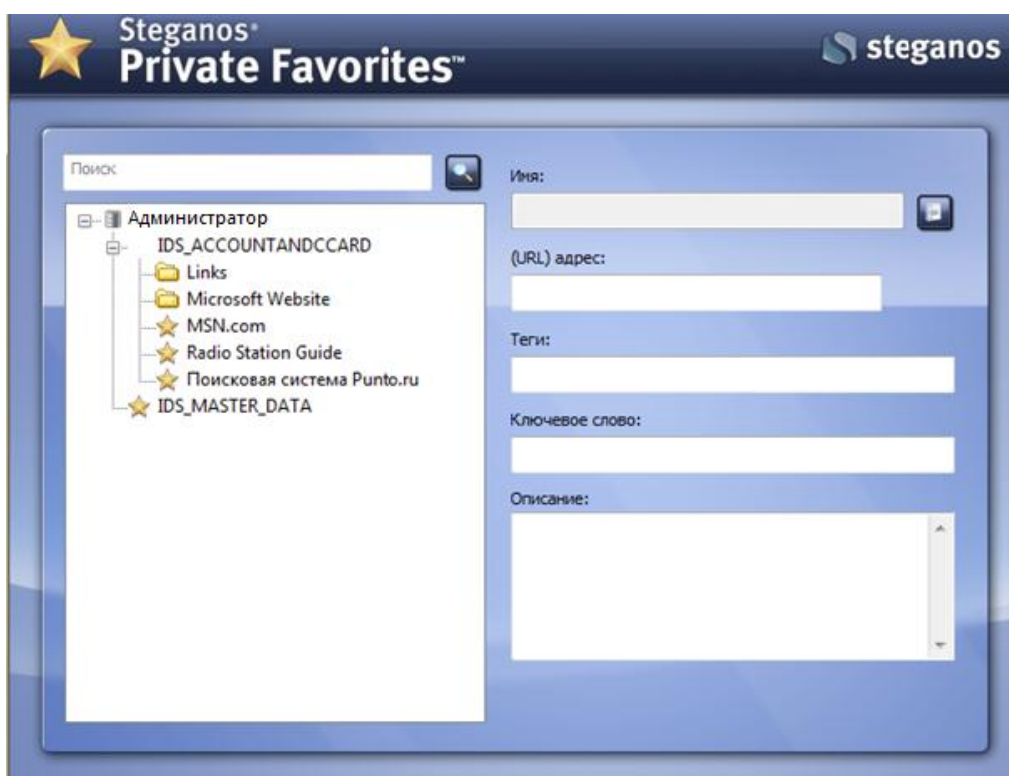 Steganos®
Private Favorites™
steganos
Поиск
Администратор
IDS_ACCOUNTANDCCARD
Links
Microsoft Website
MSN.com
Radio Station Guide
Поисковая система Punto.ru
IDS_MASTER_DATA
Имя:
(URL) адрес:
Теги:
Ключевое слово:
Описание: